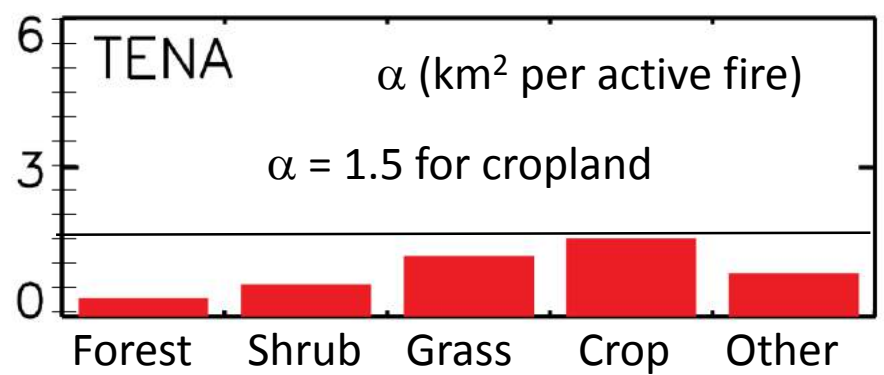 6
TENA
α (km² per active fire)
3
α = 1.5 for cropland
0
Forest Shrub Grass Crop Other